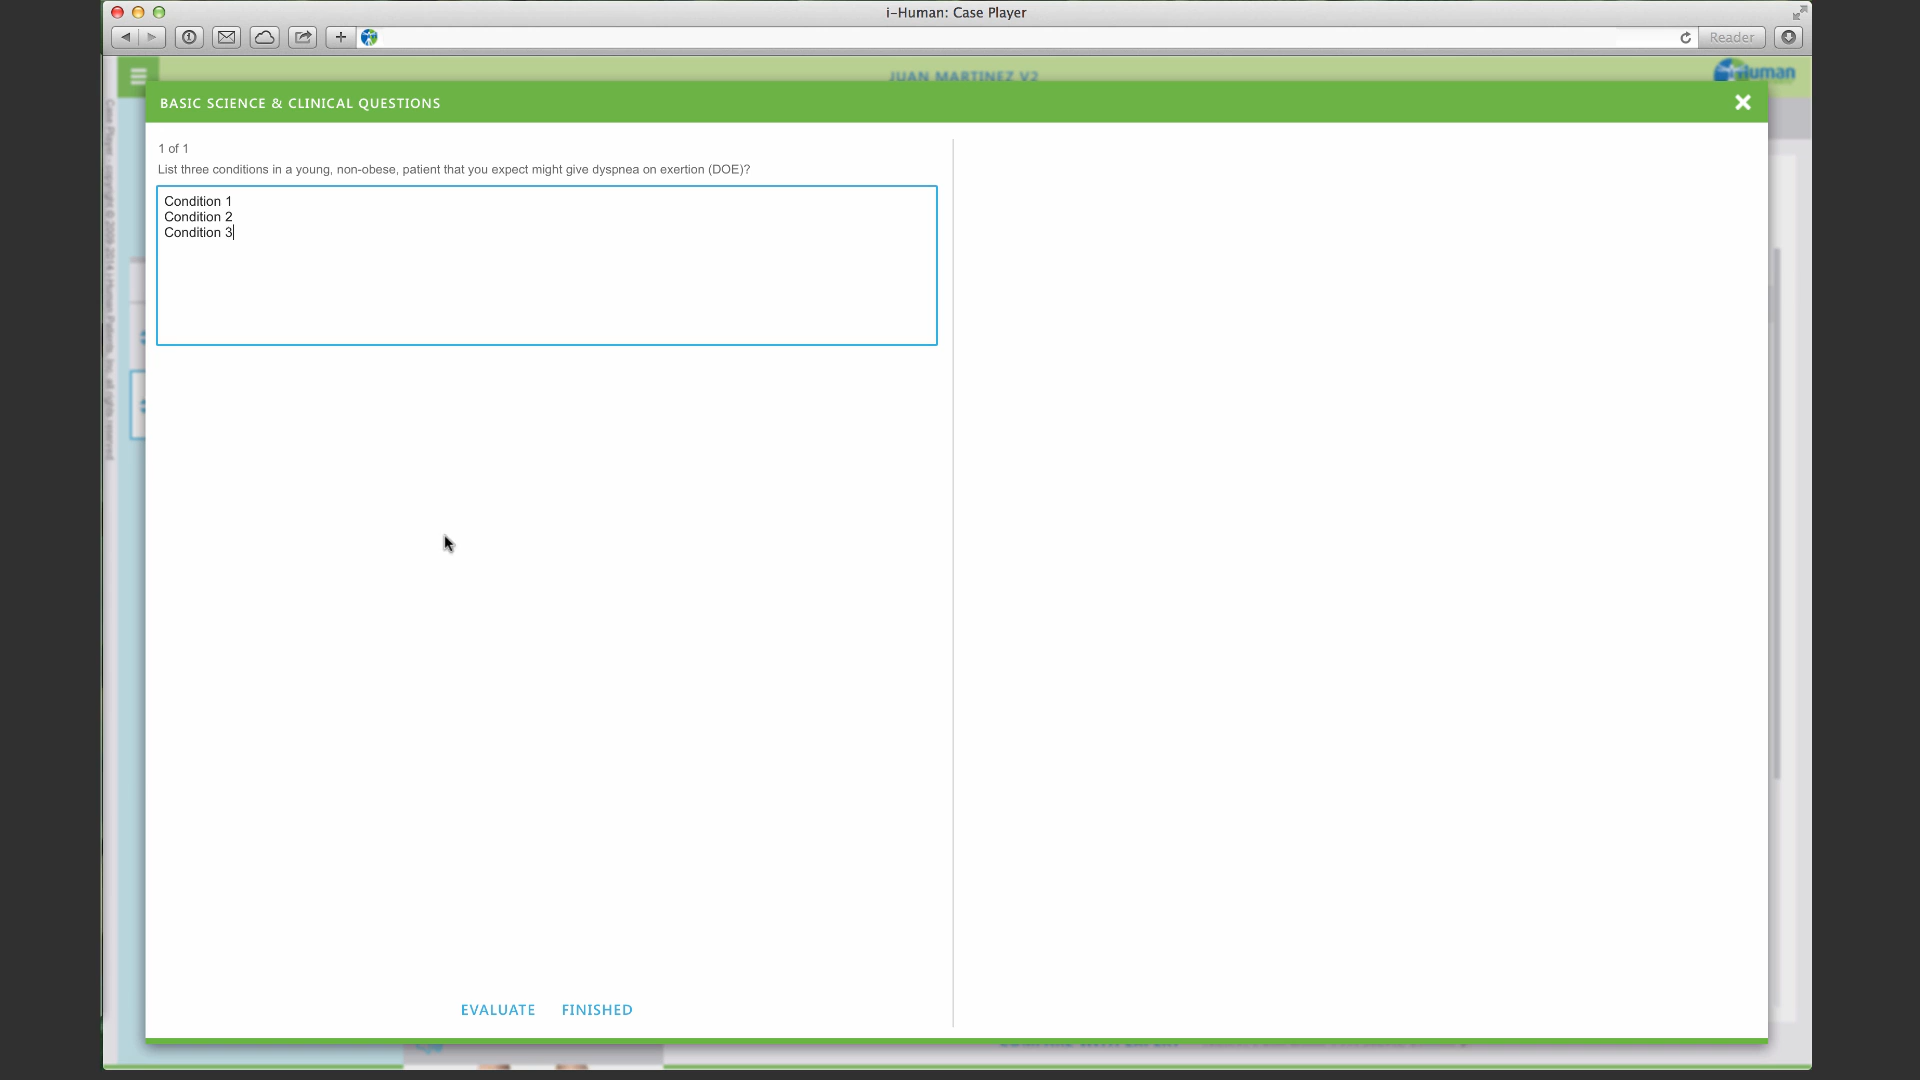 i-Human: Case Player
Reader
JUAN MARTINEZ V2
BASIC SCIENCE & CLINICAL QUESTIONS
1 of 1
List three conditions in a young, non-obese, patient that you expect might give dyspnea on exertion (DOE)?
Condition 1
Condition 2
Condition 3
EVALUATE FINISHED